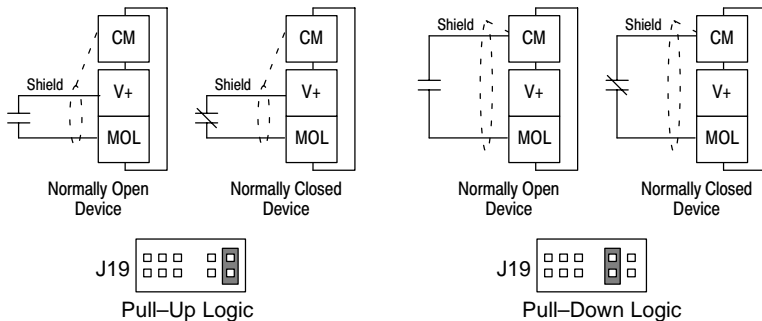 CM
Shield
V+
MOL
Normally Open
Device
CM
Shield
V+
MOL
Normally Closed
Device
Shield
CM
V+
MOL
Normally Open
Device
Shield
CM
V+
MOL
Normally Closed
Device
J19
Pull–Up Logic
J19
Pull–Down Logic